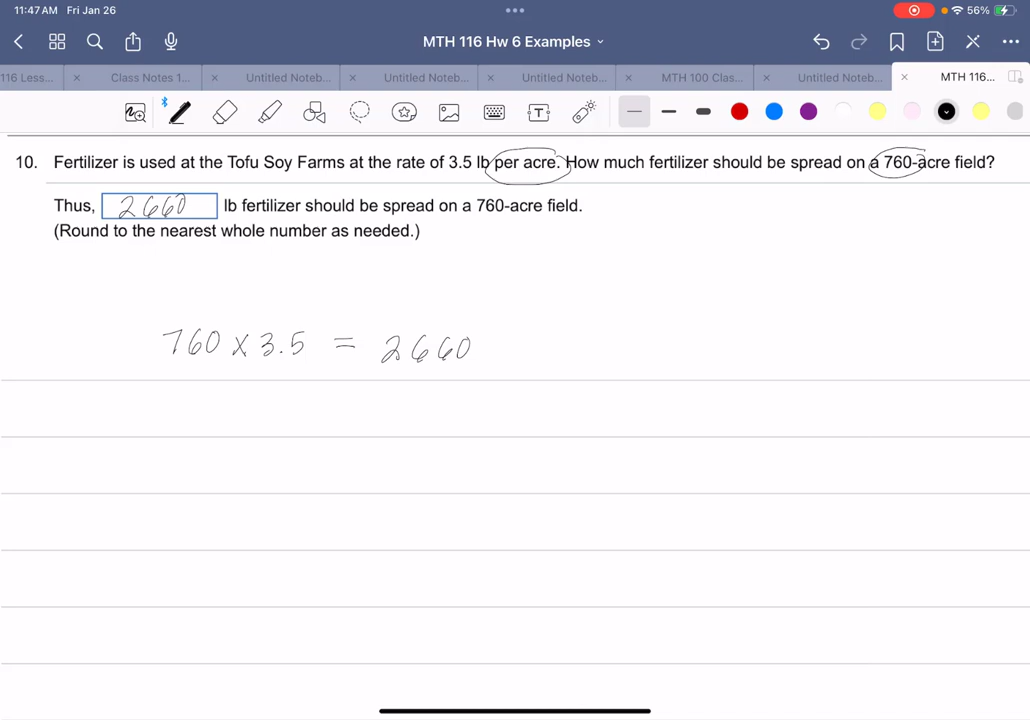 11:47AM Fri Jan 26
56%
MTH 116 Hw 6 Examples
116 Less...
Class Notes 1...
Untitled Noteb...
Untitled Noteb...
Untitled Noteb...
MTH 100 Clas...
Untitled Noteb...
MTH 116...
10. Fertilizer is used at the Tofu Soy Farms at the rate of 3.5 lb per acre. How much fertilizer should be spread on a 760-acre field?
Thus, 2660 lb fertilizer should be spread on a 760-acre field.
(Round to the nearest whole number as needed.)
760 x 3.5 = 2660